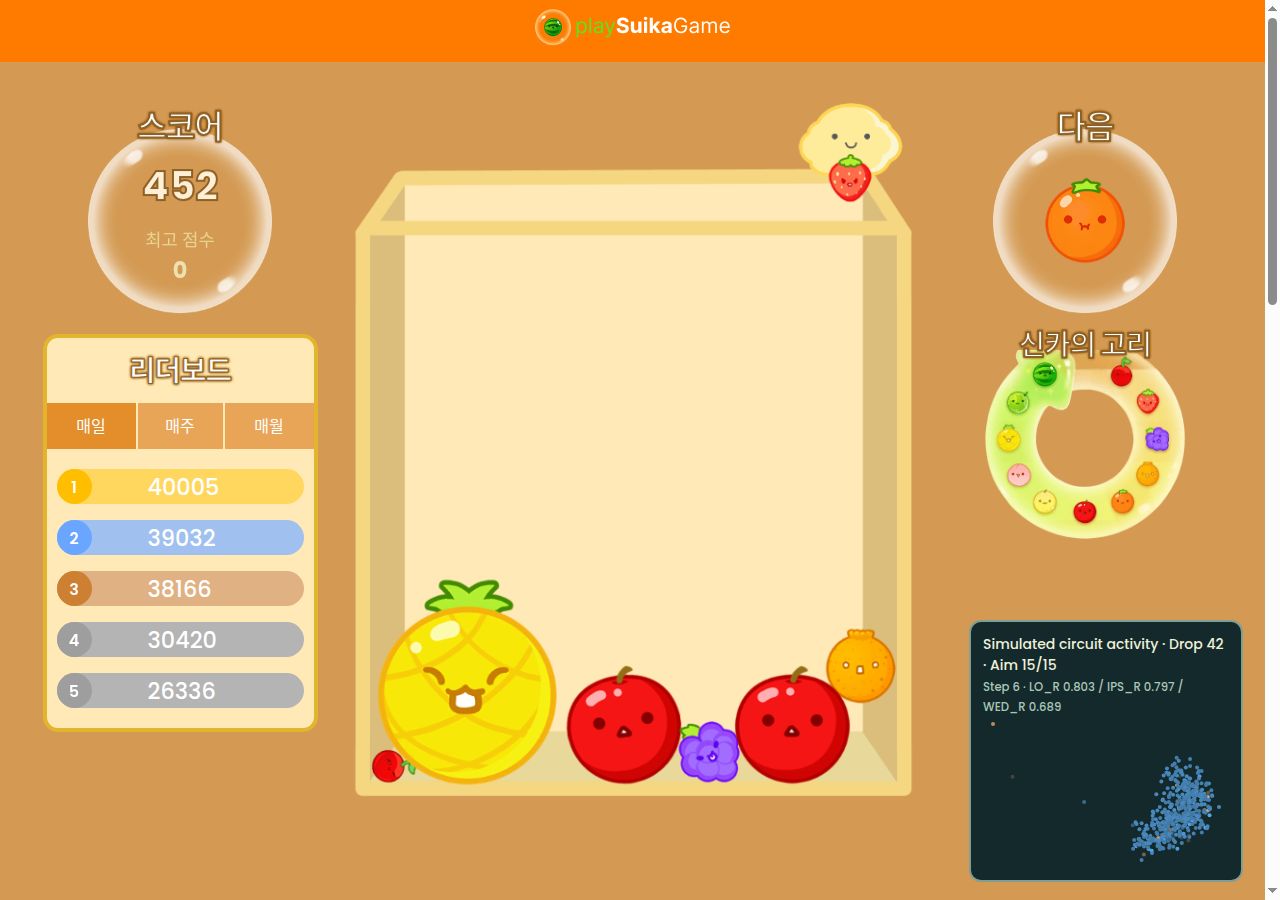 playSuikaGame
스코어
452
최고 점수
0
다음
신카의 고리
리더보드
매일 매주 매월
1 40005
2 39032
3 38166
4 30420
5 26336
Simulated circuit activity · Drop 42
· Aim 15/15
Step 6 · LO_R 0.803 / IPS_R 0.797 /
WED_R 0.689